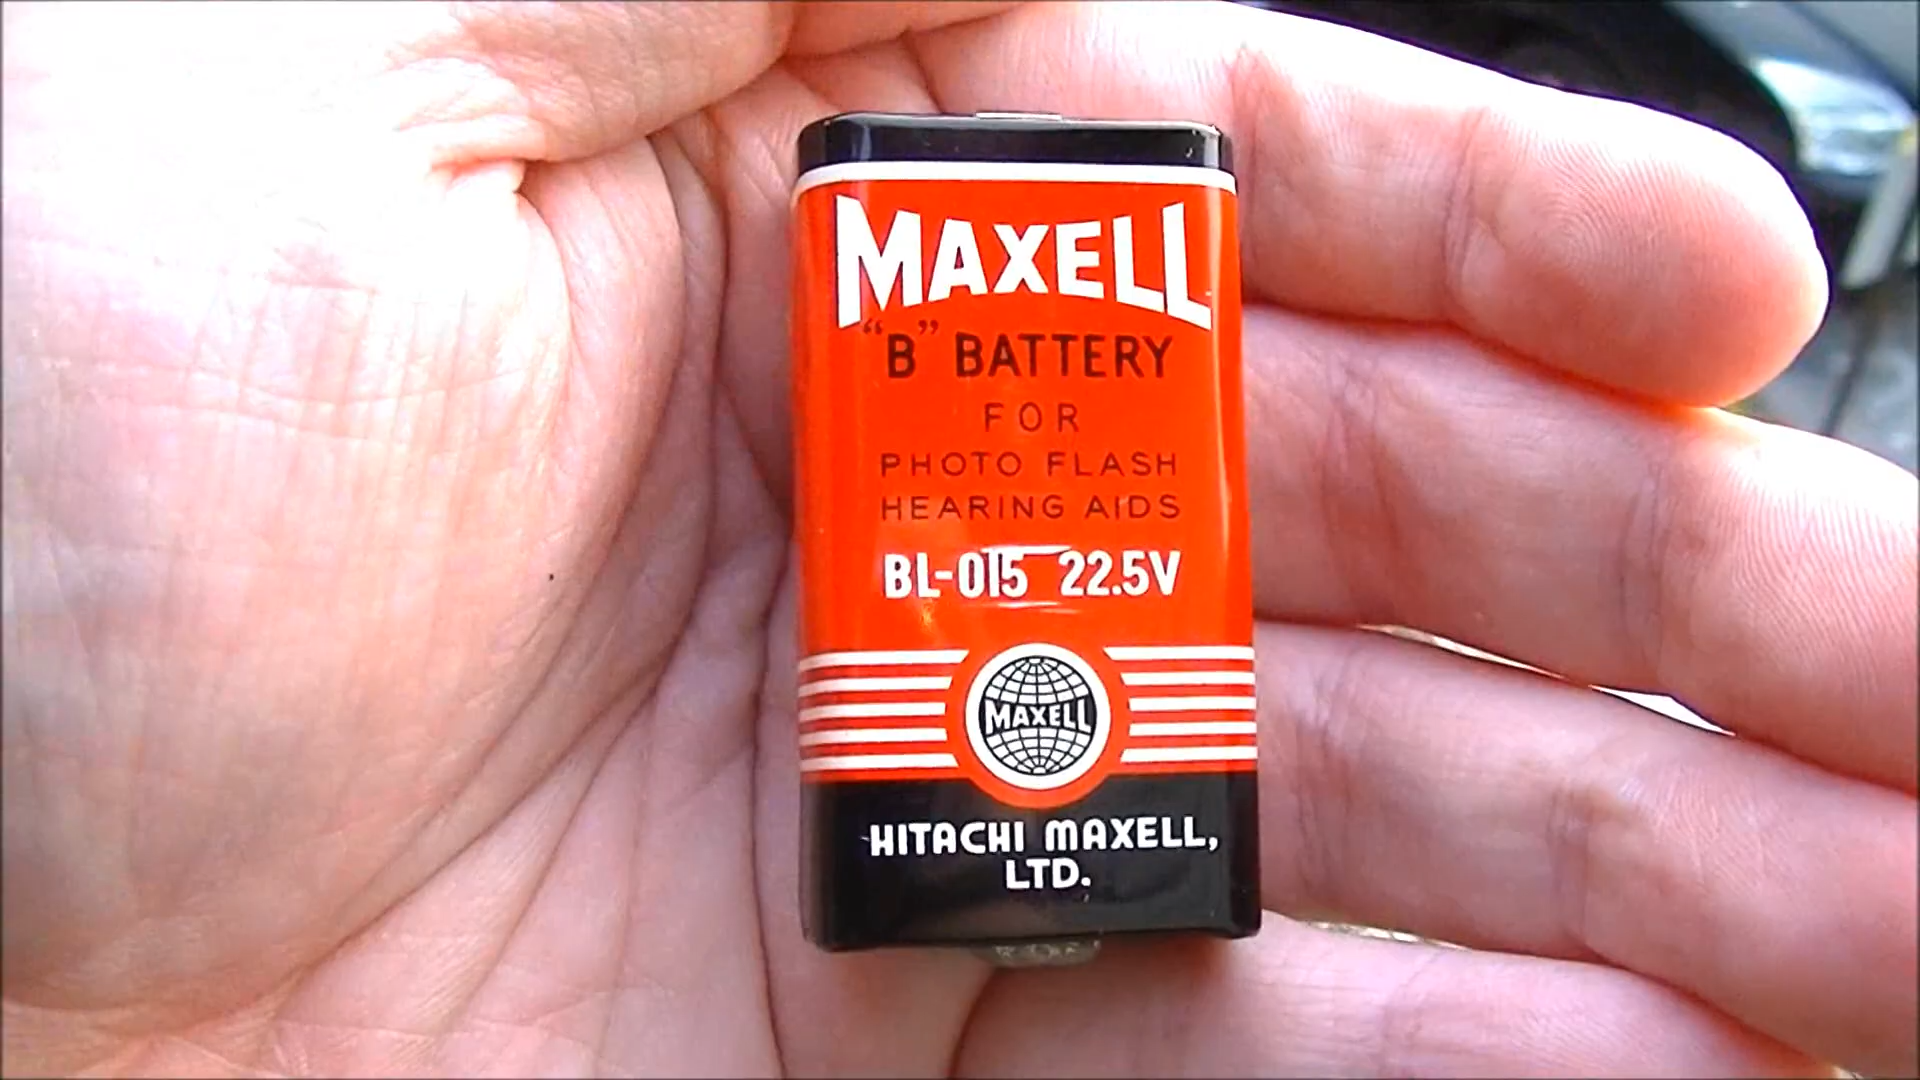 MAXELL
"B" BATTERY
FOR
PHOTO FLASH
HEARING AIDS
BL-015 22.5V
MAXELL
HITACHI MAXELL,
LTD.